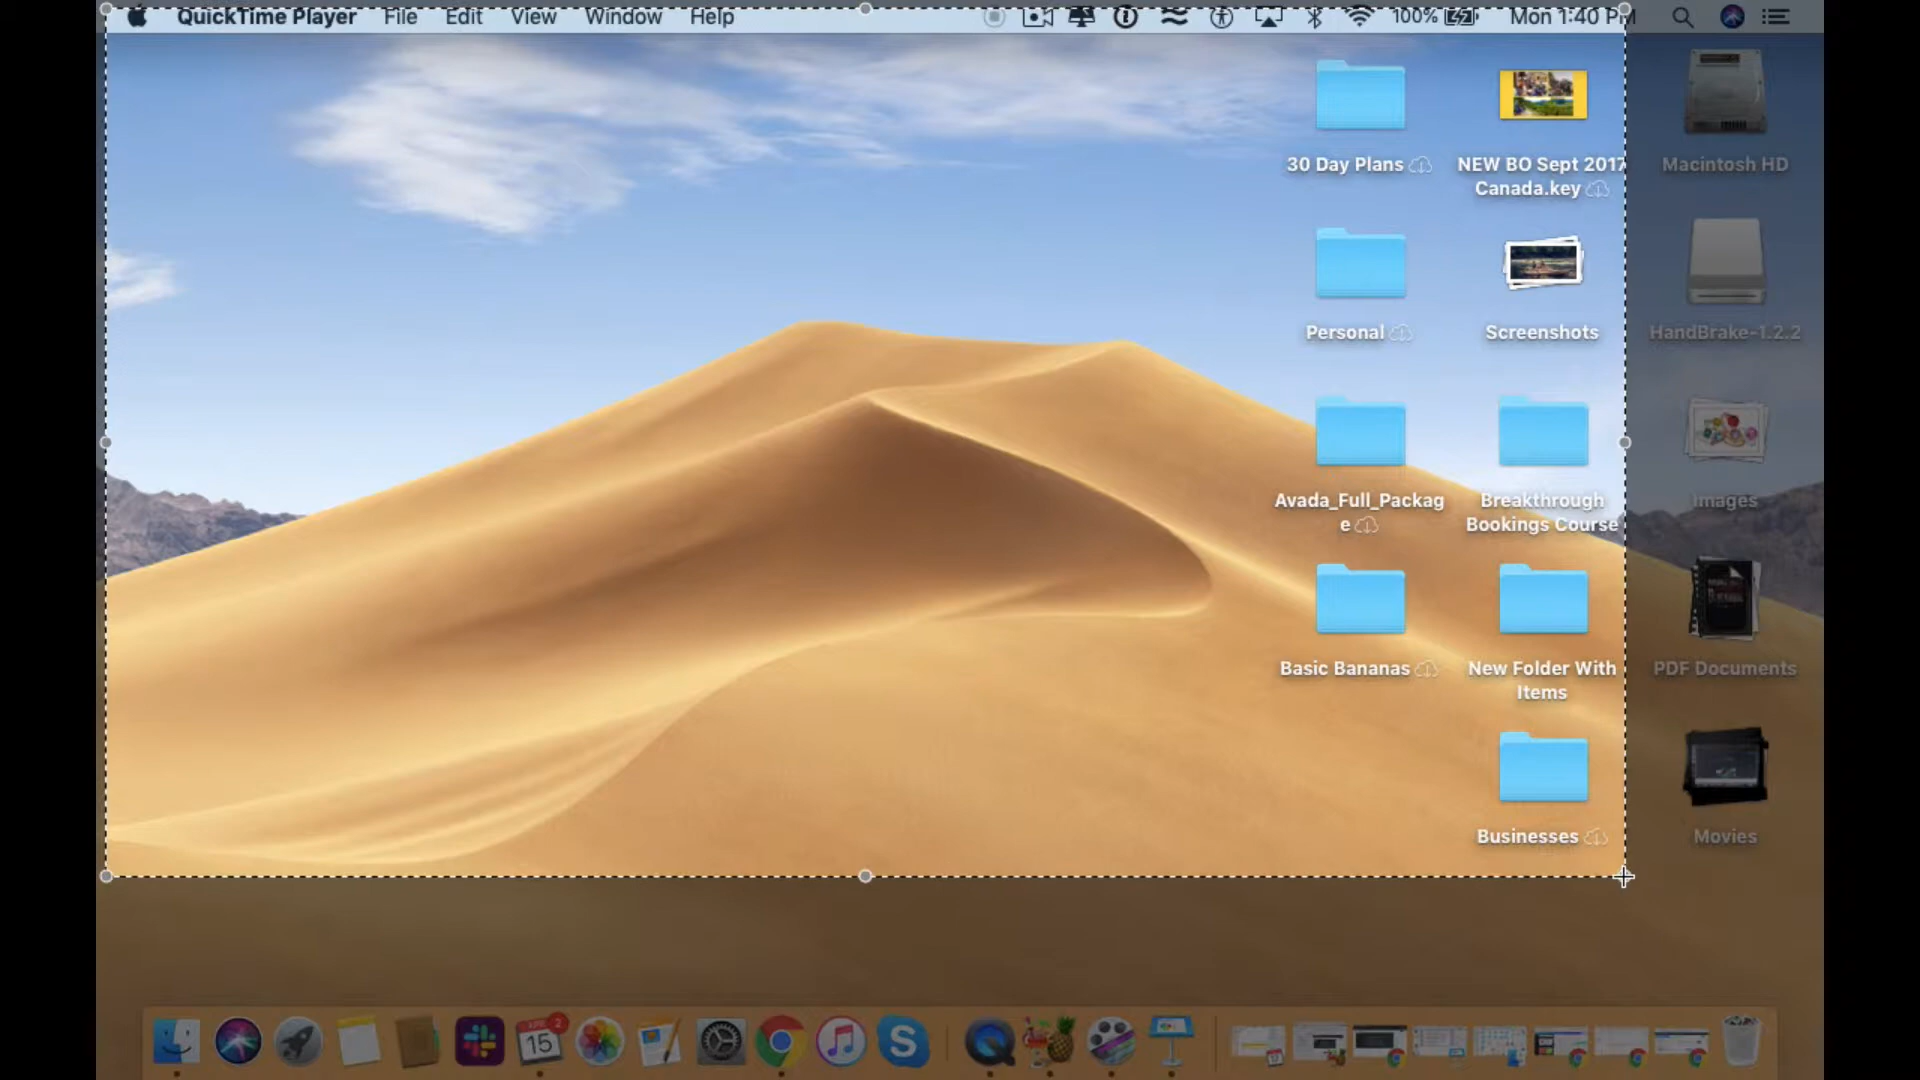 QuickTime Player File Edit View Window Help 100% Mon 1:40 PM
30 Day Plans
NEW BO Sept 2017
Canada.key
Macintosh HD
Personal
Screenshots
HandBrake-1.2.2
Avada_Full_Packag
e
Breakthrough
Bookings Course
Images
Basic Bananas
New Folder With
Items
PDF Documents
Businesses
Movies
APR
2
15